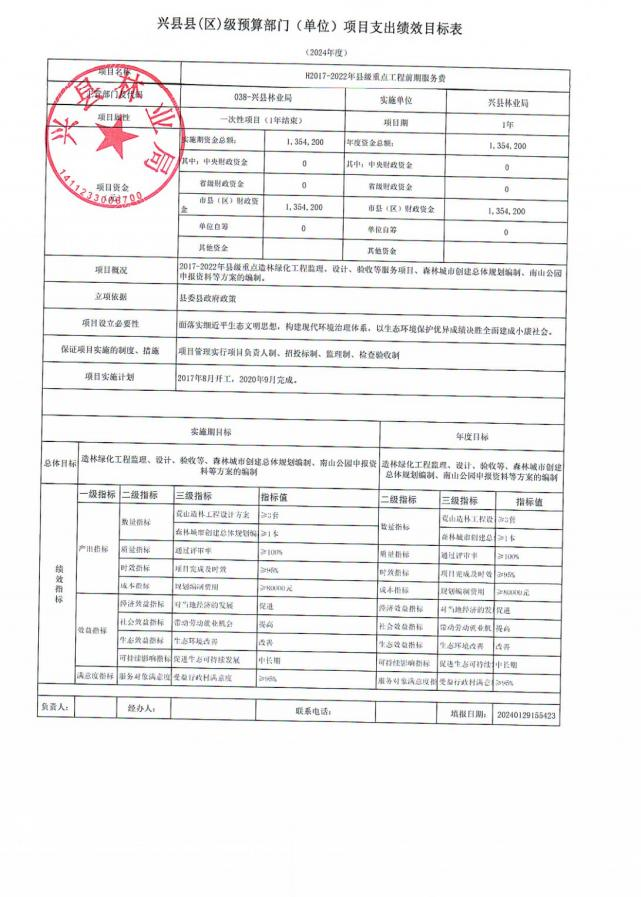 兴县县(区)级预算部门（单位）项目支出绩效目标表
（2024年度）
项目名称 H2017-2022年县级重点工程前期服务费
主管部门及代码 038-兴县林业局 实施单位 兴县林业局
项目属性 一次性项目（1年结束） 项目期 1年
项目资金
实施期资金总额: 1,354,200 年度资金总额: 1,354,200
其中: 中央财政资金 0 其中: 中央财政资金 0
省级财政资金 0 省级财政资金 0
市县（区）财政资金 1,354,200 市县（区）财政资金 1,354,200
单位自筹 0 单位自筹 0
其他资金 其他资金
兴县林业局
1411233006700
项目概况 2017-2022年县级重点造林绿化工程监理、设计、验收等服务项目、森林城市创建总体规划编制、南山公园
申报资料等方案的编制。
立项依据 县委县政府政策
项目设立必要性 面落实细近平生态文明思想，构建现代环境治理体系，以生态环境保护优异成绩决胜全面建成小康社会。
保证项目实施的制度、措施 项目管理实行项目负责人制、招投标制、监理制、检查验收制
项目实施计划 2017年8月开工，2020年9月完成。
实施期目标 年度目标
总体目标
造林绿化工程监理、设计、验收等、森林城市创建总体规划编制、南山公园申报资
料等方案的编制
造林绿化工程监理、设计、验收等、森林城市创建
总体规划编制、南山公园申报资料等方案的编制
绩效指标
一级指标 二级指标 三级指标 指标值 二级指标 三级指标 指标值
产出指标 数量指标 荒山造林工程设计方案 ≥3套 数量指标 荒山造林工程设 ≥3套
森林城市创建总体规划编 ≥1本 森林城市创建总 ≥1本
质量指标 通过评审率 ≥100% 质量指标 通过评审率 ≥100%
时效指标 项目完成及时效 ≥95% 时效指标 项目完成及时效 ≥95%
成本指标 规划编制费用 ≥80000元 成本指标 规划编制费用 ≥80000元
效益指标 经济效益指标 对当地经济的发展 促进 经济效益指标 对当地经济的发 促进
社会效益指标 带动劳动就业机会 提高 社会效益指标 带动劳动就业机 提高
生态效益指标 生态环境改善 改善 生态效益指标 生态环境改善 改善
可持续影响指标 促进生态可持续发展 中长期 可持续影响指标 促进生态可持续 中长期
满意度指标 服务对象满意度 受益行政村满意度 ≥95% 服务对象满意度指 受益行政村满意 ≥95%
负责人: 经办人: 联系电话: 填报日期: 20240129155423